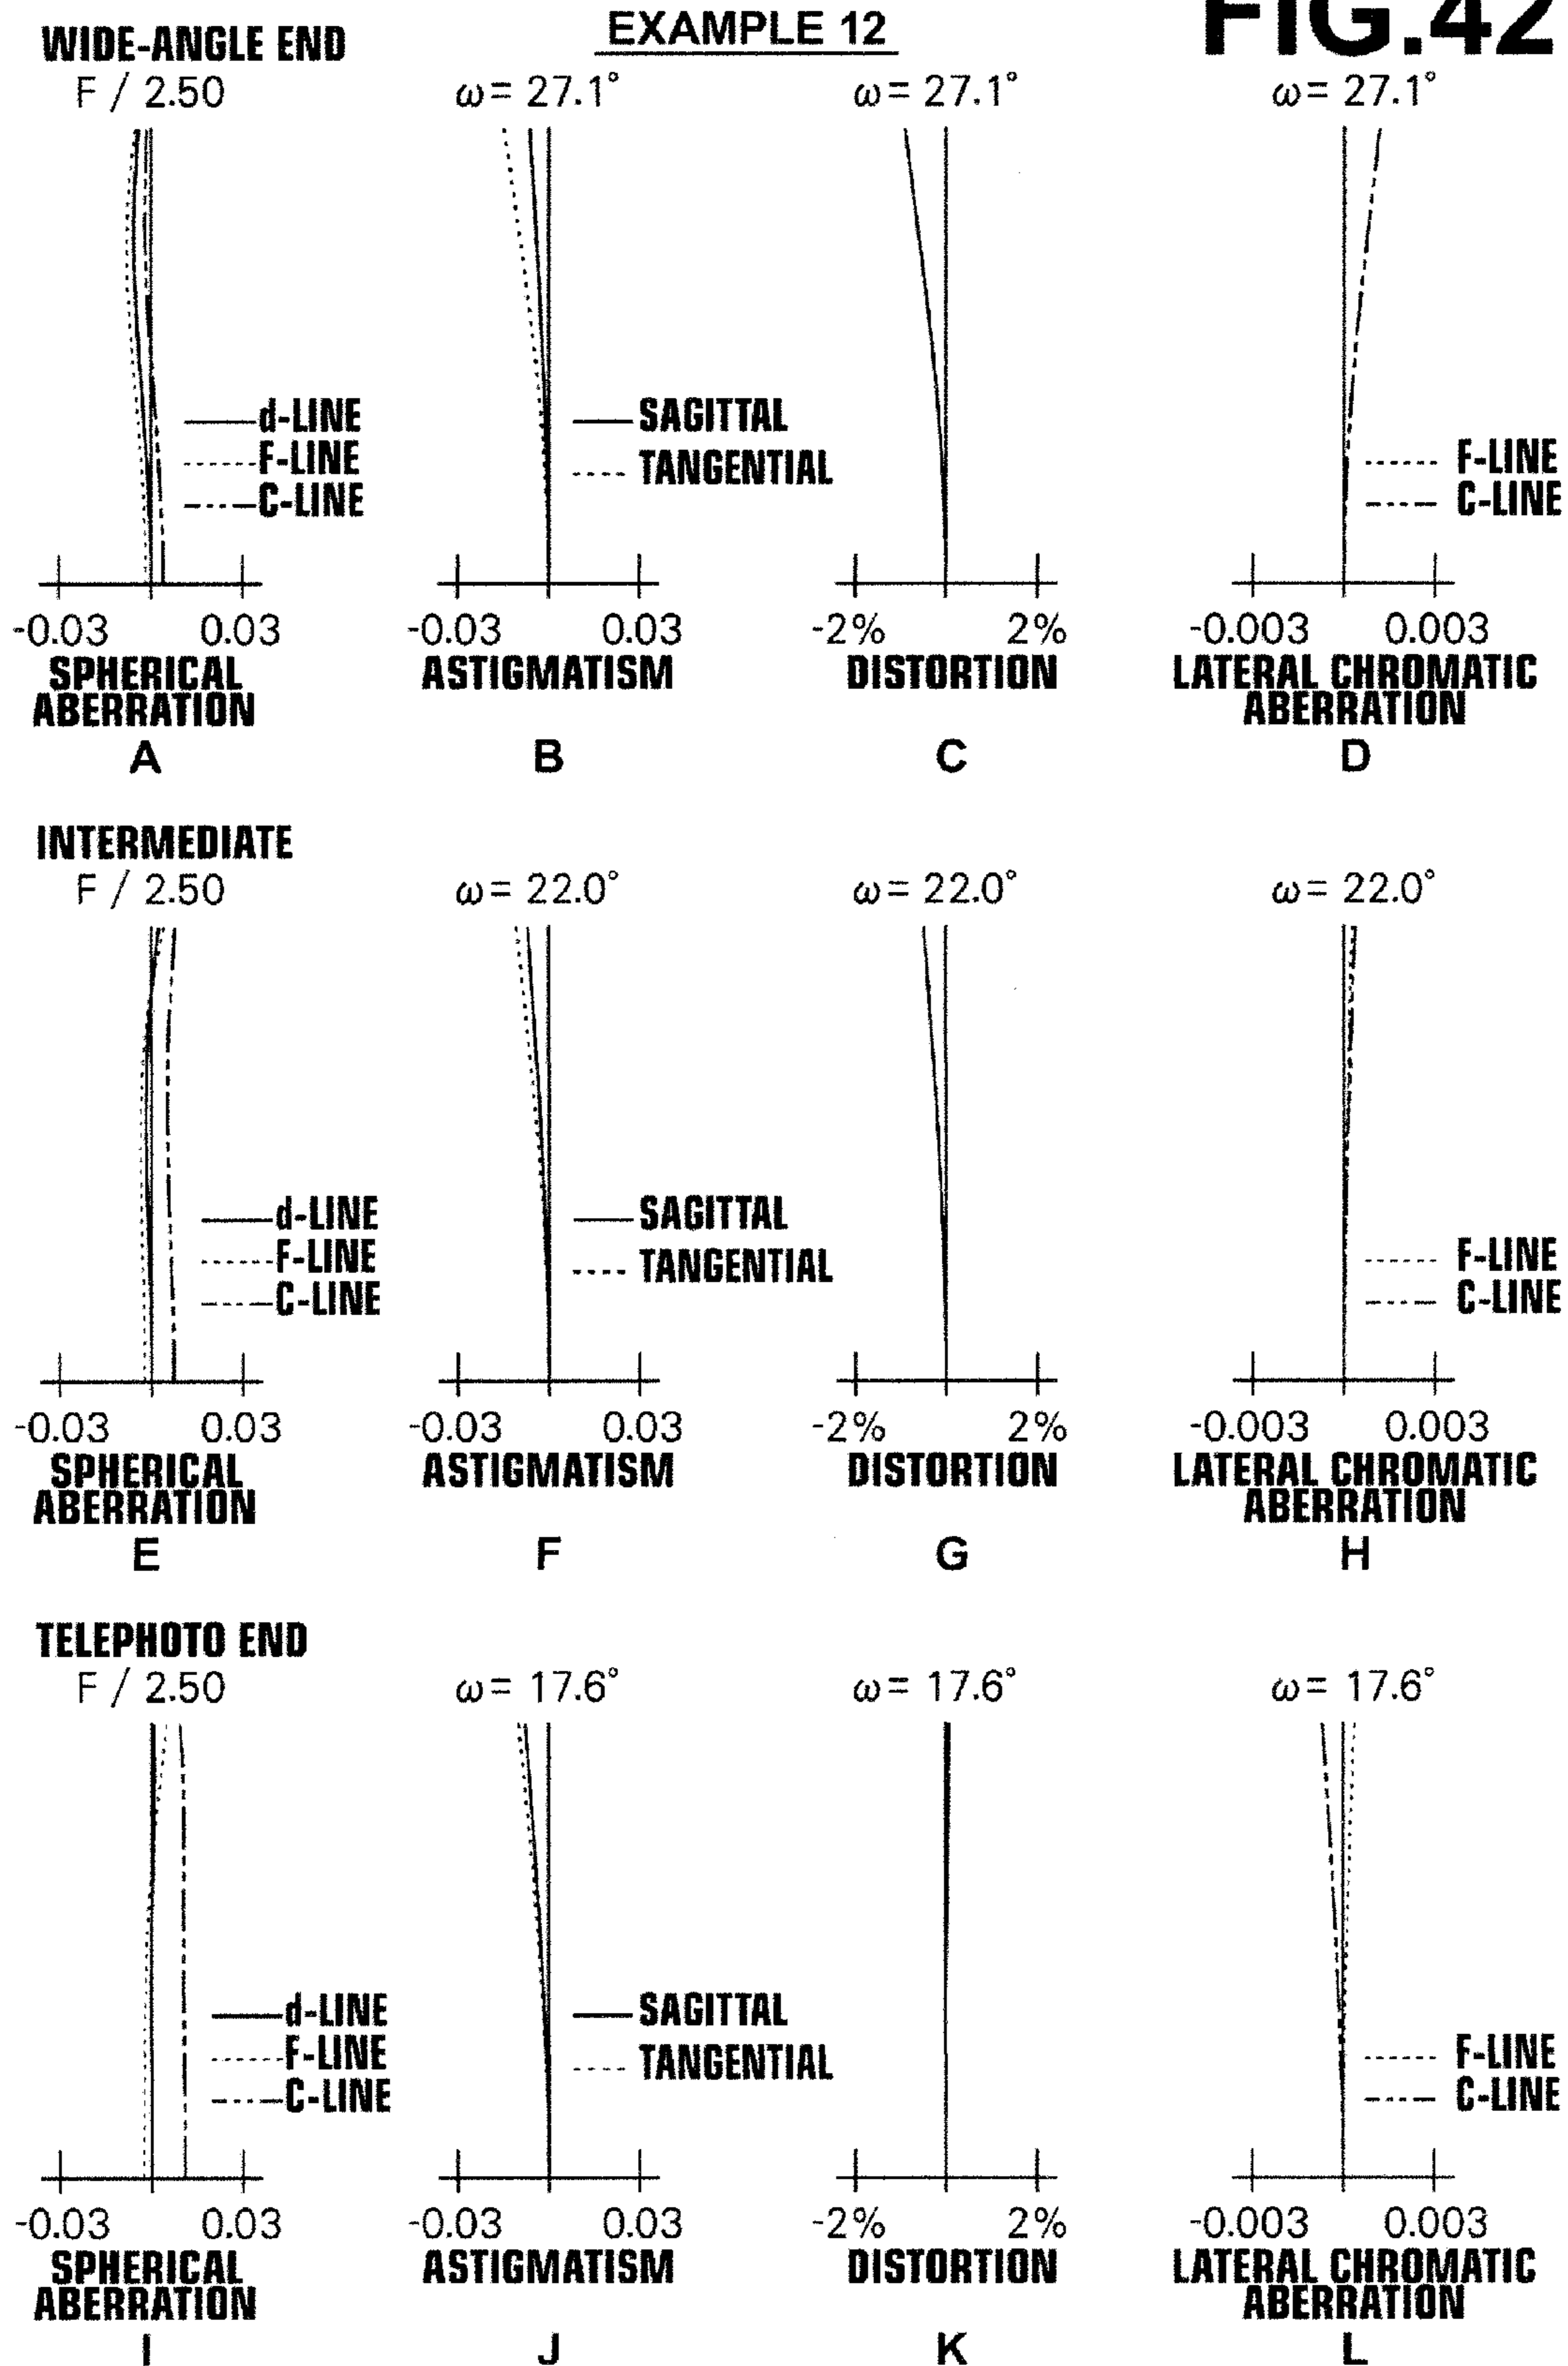 EXAMPLE 12
FIG.42
WIDE-ANGLE END
F / 2.50
ω= 27.1°
ω= 27.1°
ω= 27.1°
d-LINE
F-LINE
C-LINE
SAGITTAL
TANGENTIAL
F-LINE
C-LINE
-0.03 0.03
-0.03 0.03
-2% 2%
-0.003 0.003
SPHERICAL
ABERRATION
ASTIGMATISM
DISTORTION
LATERAL CHROMATIC
ABERRATION
A
B
C
D
INTERMEDIATE
F / 2.50
ω= 22.0°
ω= 22.0°
ω= 22.0°
d-LINE
F-LINE
C-LINE
SAGITTAL
TANGENTIAL
F-LINE
C-LINE
-0.03 0.03
-0.03 0.03
-2% 2%
-0.003 0.003
SPHERICAL
ABERRATION
ASTIGMATISM
DISTORTION
LATERAL CHROMATIC
ABERRATION
E
F
G
H
TELEPHOTO END
F / 2.50
ω= 17.6°
ω= 17.6°
ω= 17.6°
d-LINE
F-LINE
C-LINE
SAGITTAL
TANGENTIAL
F-LINE
C-LINE
-0.03 0.03
-0.03 0.03
-2% 2%
-0.003 0.003
SPHERICAL
ABERRATION
ASTIGMATISM
DISTORTION
LATERAL CHROMATIC
ABERRATION
I
J
K
L